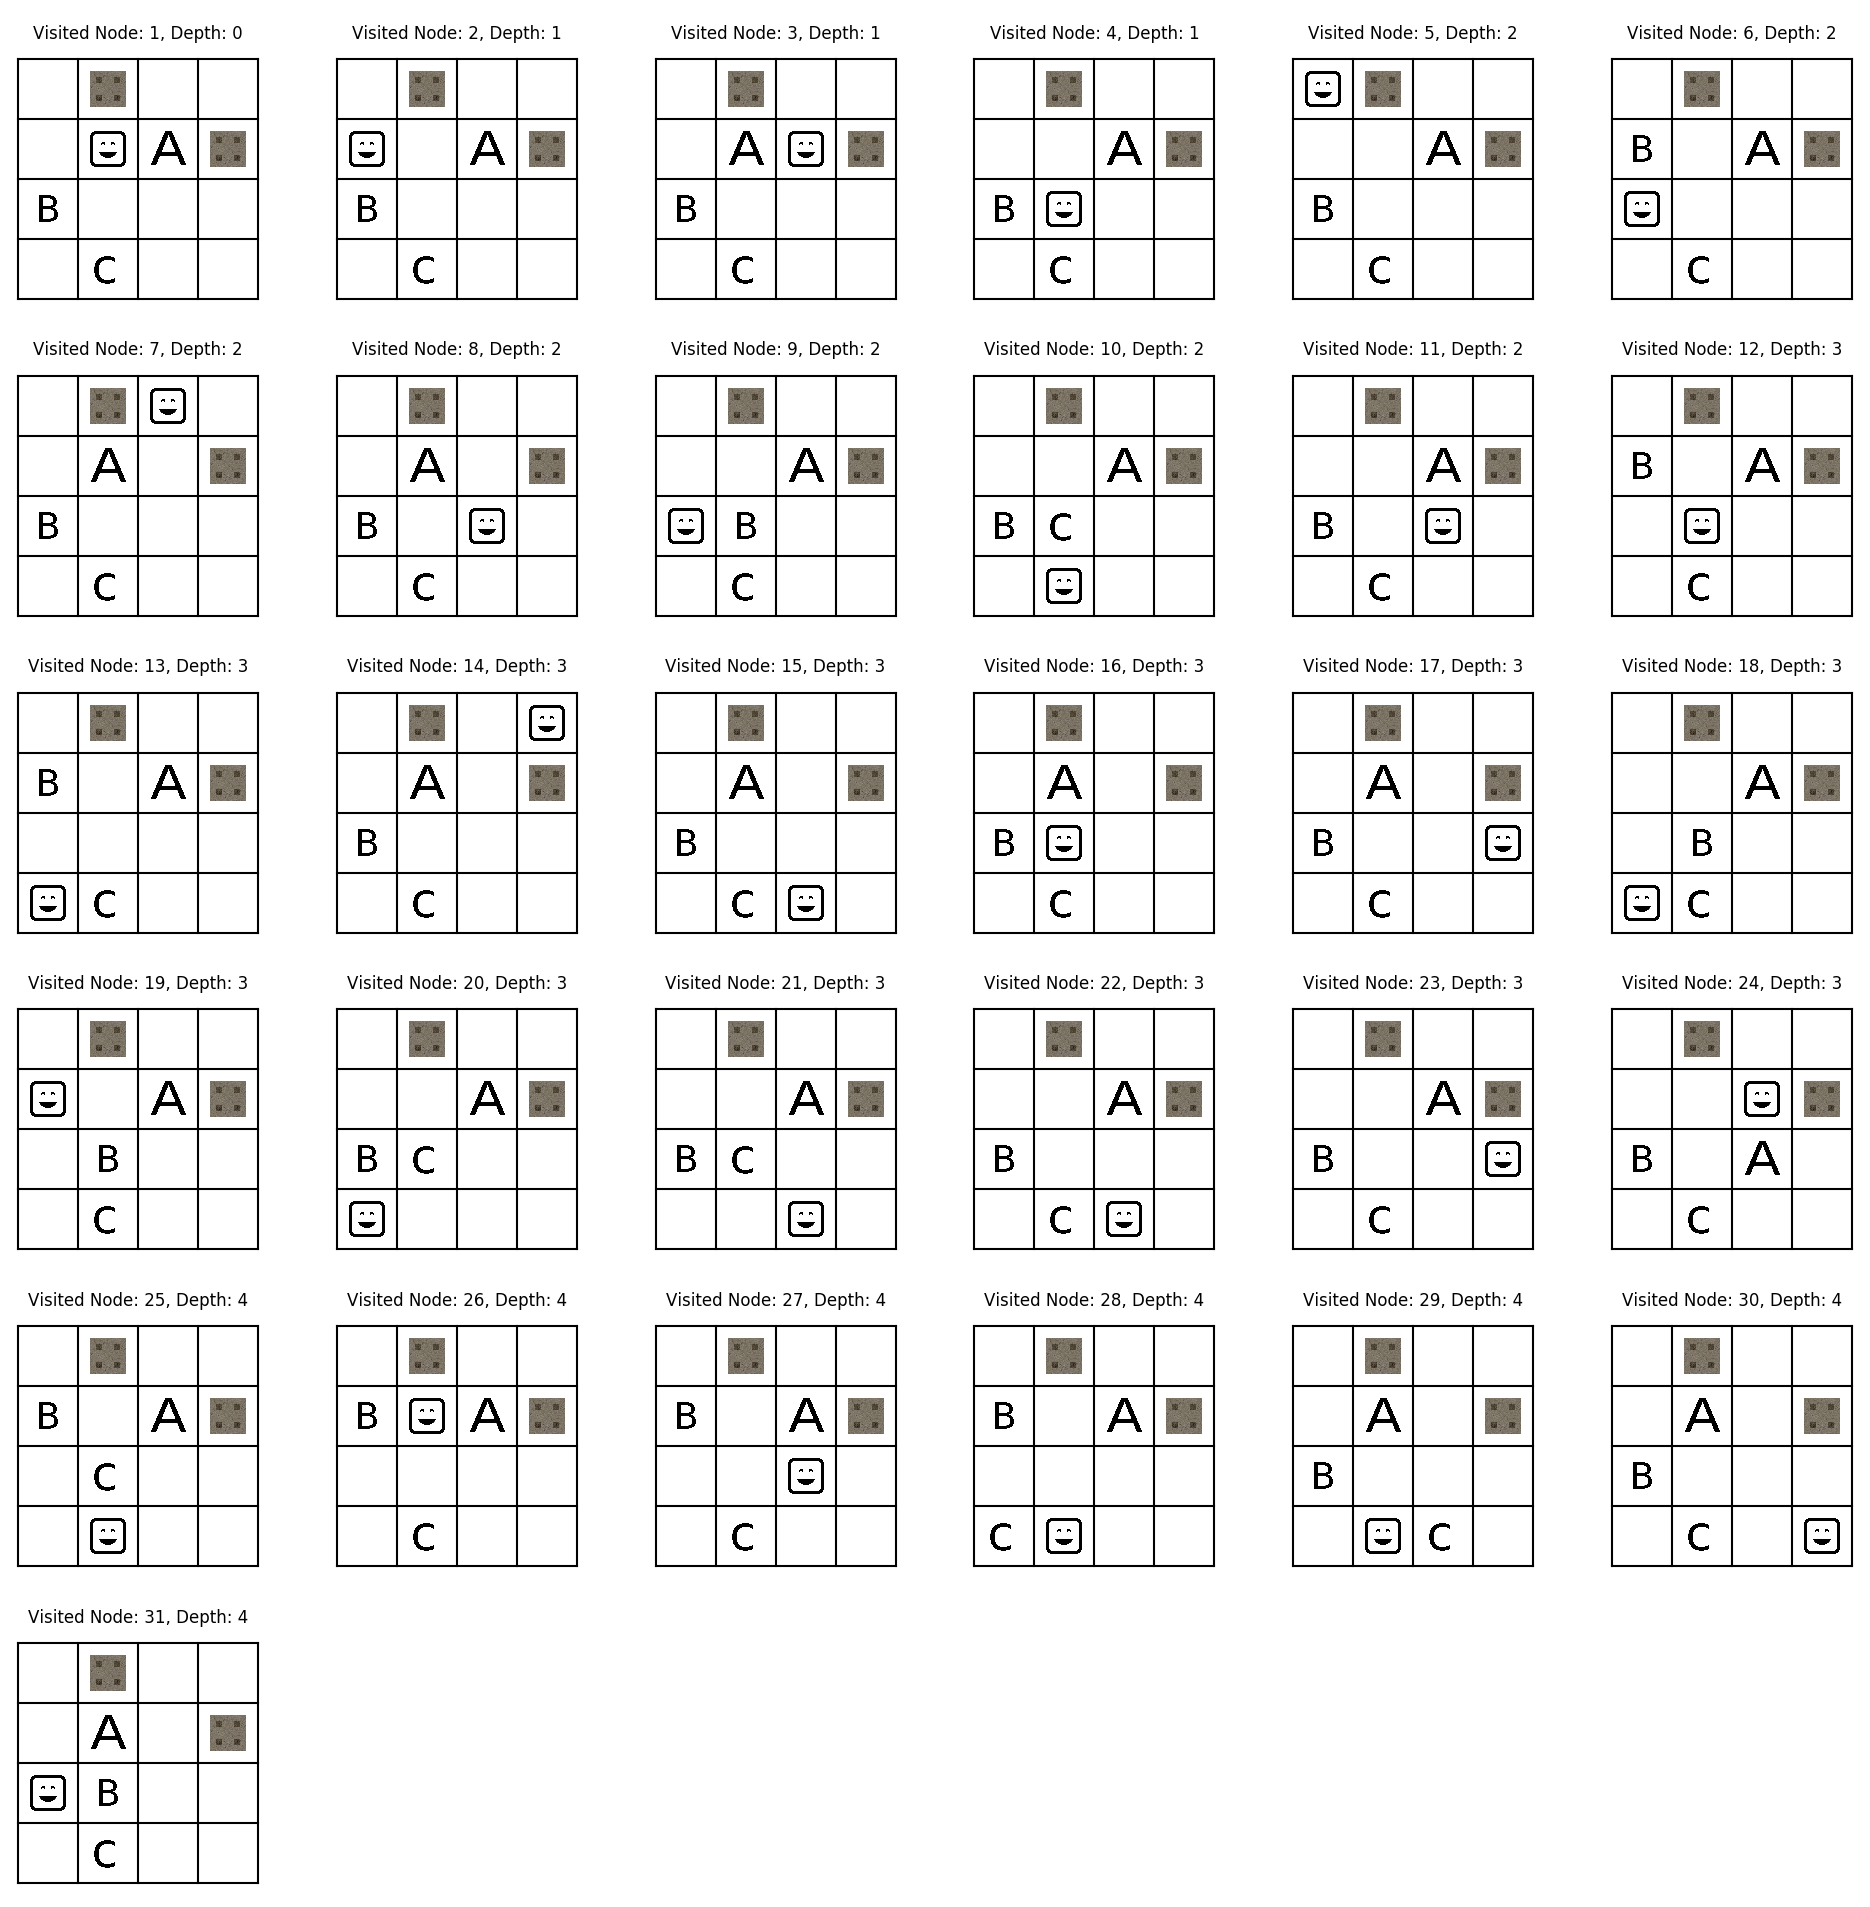 Visited Node: 1, Depth: 0 Visited Node: 2, Depth: 1 Visited Node: 3, Depth: 1 Visited Node: 4, Depth: 1 Visited Node: 5, Depth: 2 Visited Node: 6, Depth: 2
B
A A A A A B A
B B B B B
C C C C C C
Visited Node: 7, Depth: 2 Visited Node: 8, Depth: 2 Visited Node: 9, Depth: 2 Visited Node: 10, Depth: 2 Visited Node: 11, Depth: 2 Visited Node: 12, Depth: 3
A A A A A B A
B B B B C B
C C C C C
Visited Node: 13, Depth: 3 Visited Node: 14, Depth: 3 Visited Node: 15, Depth: 3 Visited Node: 16, Depth: 3 Visited Node: 17, Depth: 3 Visited Node: 18, Depth: 3
B A A A A A A
B B B B B
C C C C C C
Visited Node: 19, Depth: 3 Visited Node: 20, Depth: 3 Visited Node: 21, Depth: 3 Visited Node: 22, Depth: 3 Visited Node: 23, Depth: 3 Visited Node: 24, Depth: 3
A A A A A
B B C B C B B B A
C C C C
Visited Node: 25, Depth: 4 Visited Node: 26, Depth: 4 Visited Node: 27, Depth: 4 Visited Node: 28, Depth: 4 Visited Node: 29, Depth: 4 Visited Node: 30, Depth: 4
B A B A B A B A A A
C B B
C C C C C
Visited Node: 31, Depth: 4
A
B
C